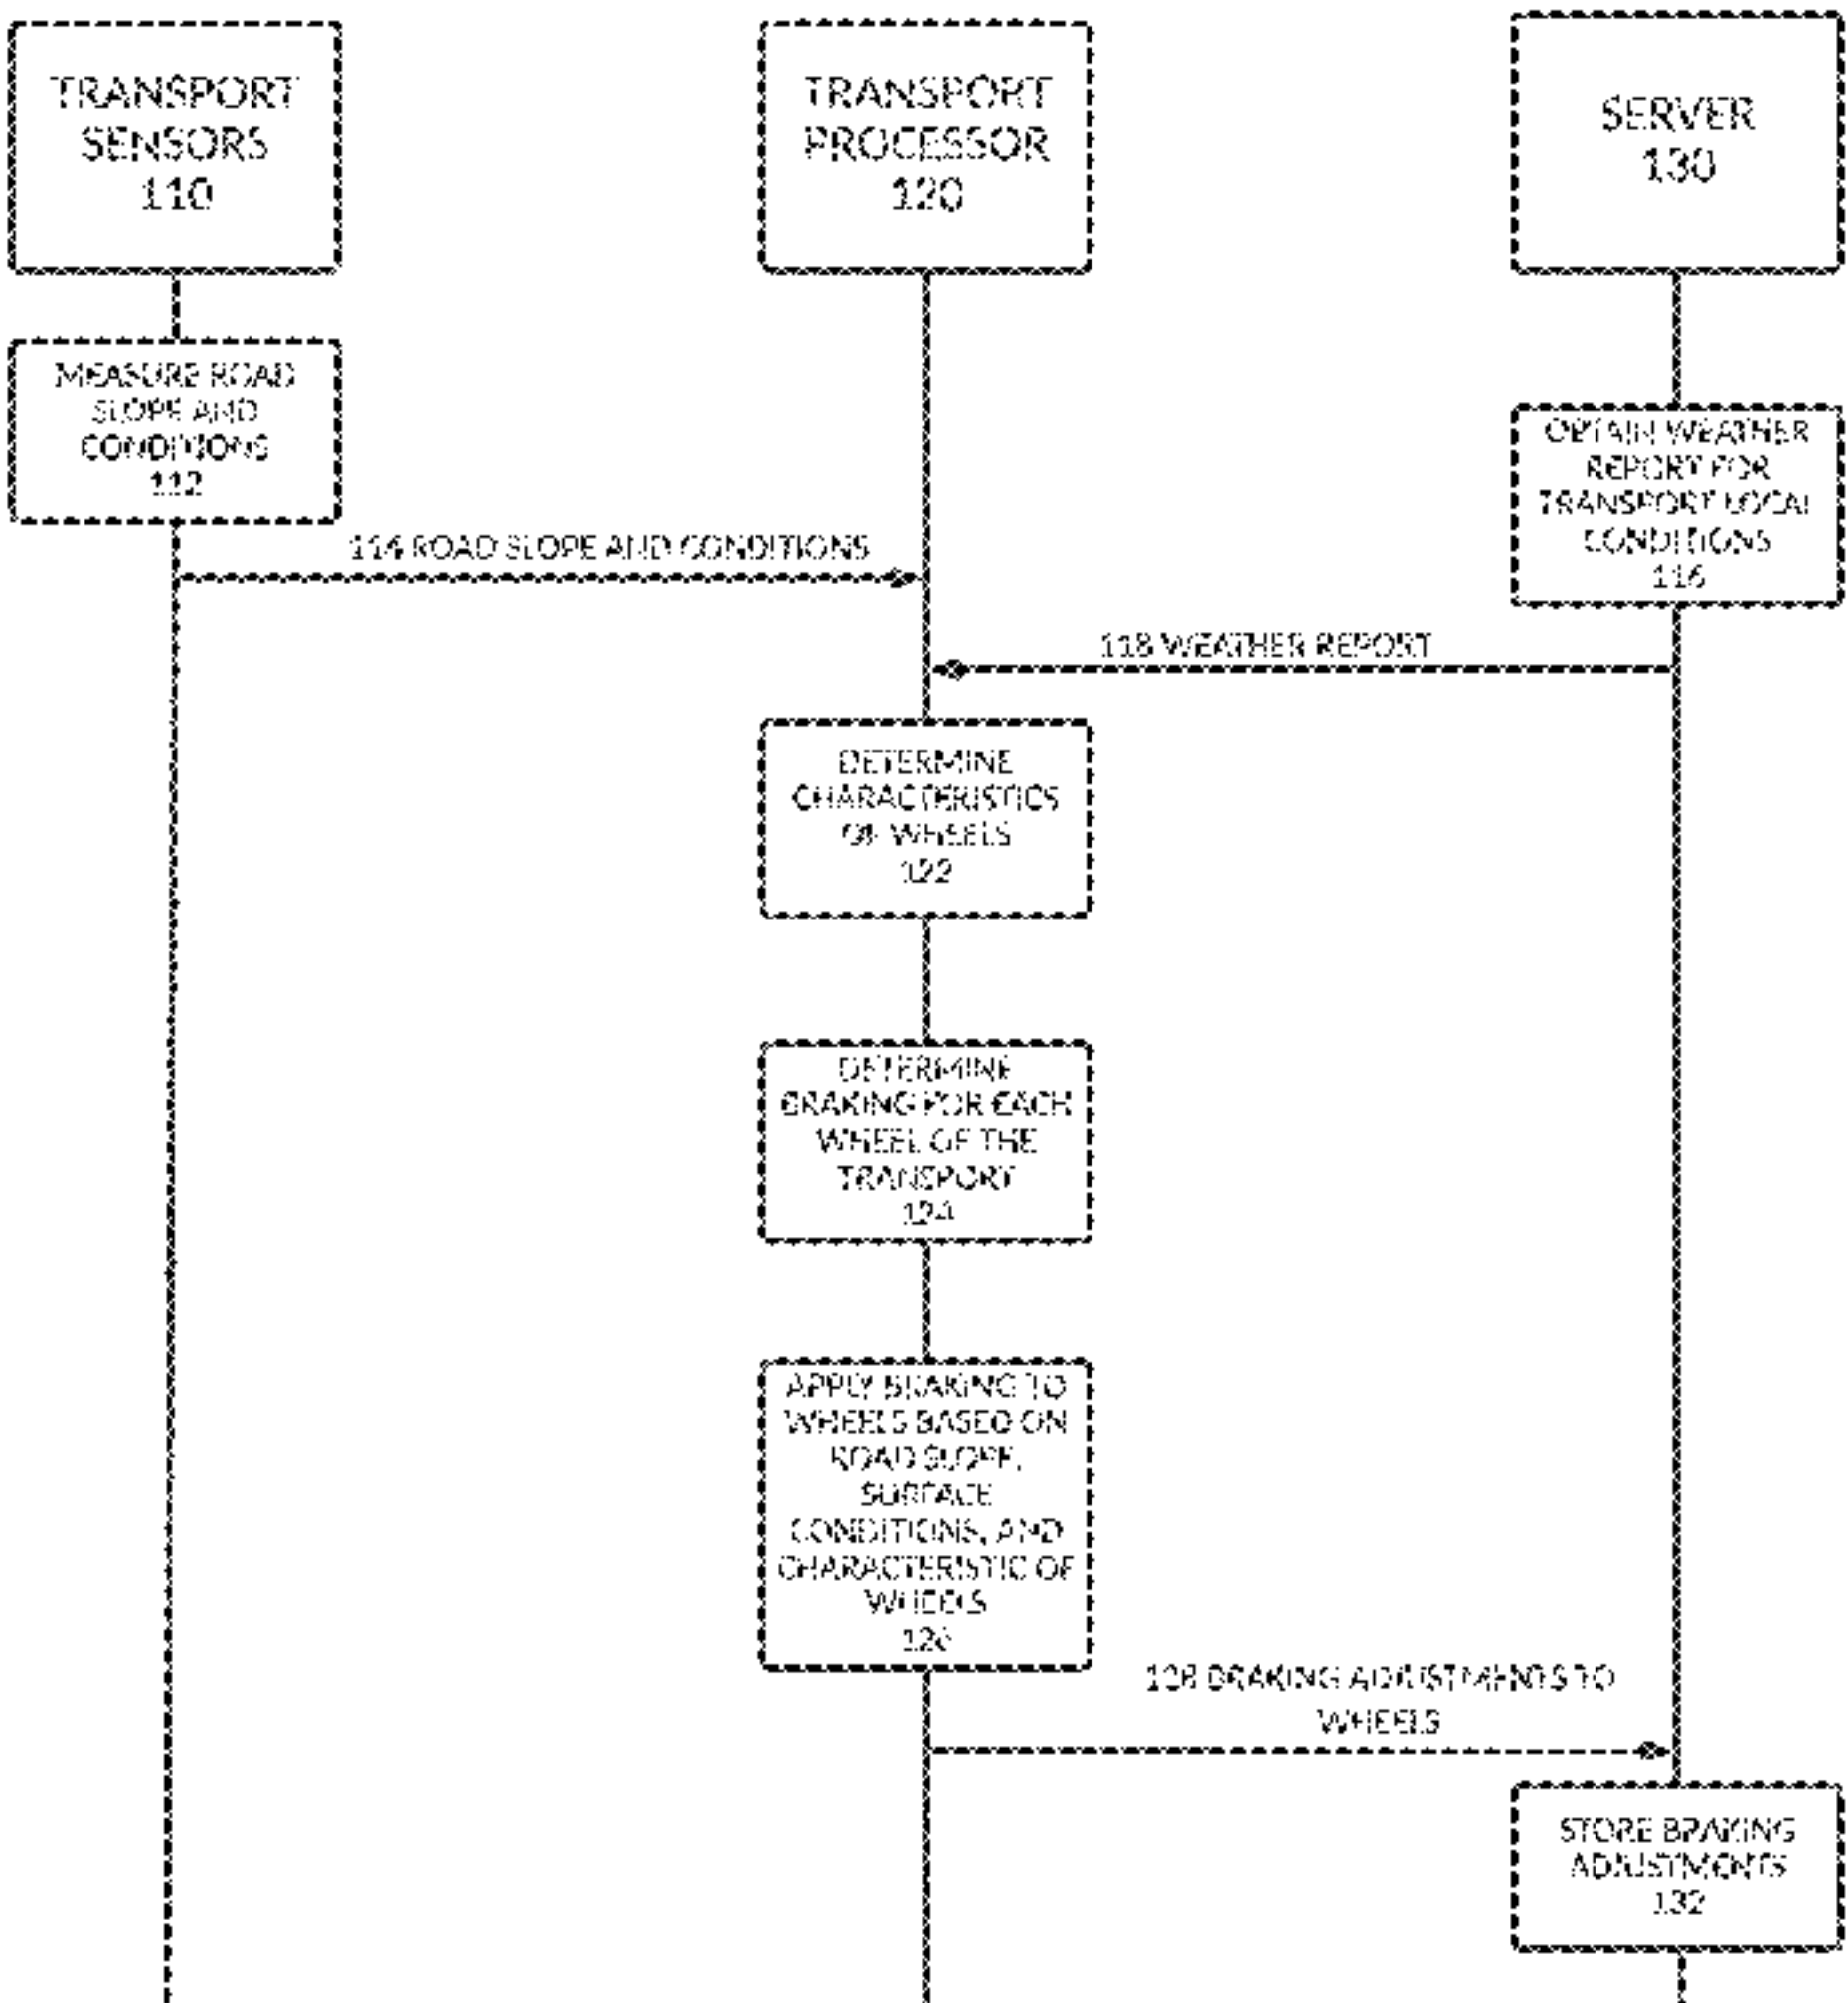 TRANSPORT
SENSORS
110
TRANSPORT
PROCESSOR
120
SERVER
130
MEASURE ROAD
SLOPE AND
CONDITIONS
112
OBTAIN WEATHER
REPORT FOR
TRANSPORT LOCAL
CONDITIONS
116
114 ROAD SLOPE AND CONDITIONS
118 WEATHER REPORT
DETERMINE
CHARACTERISTICS
OF WHEELS
122
DETERMINE
BRAKING FOR EACH
WHEEL OF THE
TRANSPORT
124
APPLY BRAKING TO
WHEELS BASED ON
ROAD SLOPE,
SURFACE
CONDITIONS, AND
CHARACTERISTIC OF
WHEELS
126
128 BRAKING ADJUSTMENTS TO
WHEELS
STORE BRAKING
ADJUSTMENTS
132